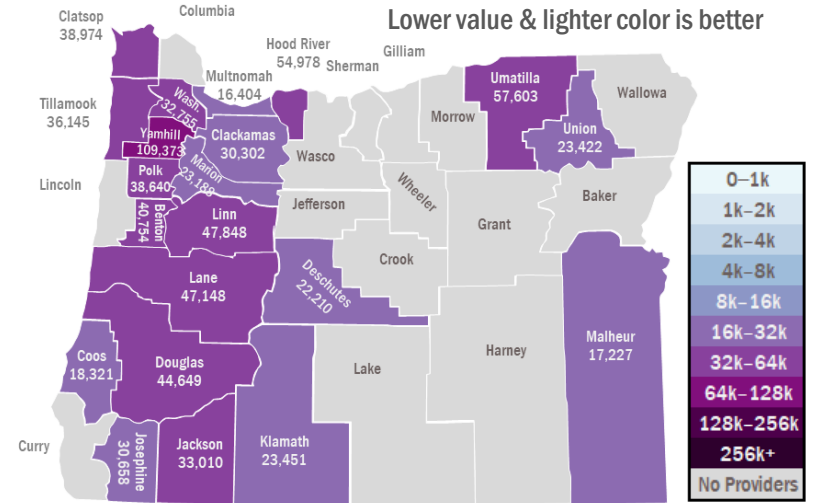 Lower value & lighter color is better
Clatsop
38,974
Columbia
Hood River
54,978
Sherman
Gilliam
Multnomah
16,404
Umatilla
57,603
Wallowa
Tillamook
36,145
Wash.
32,755
Morrow
Union
23,422
Yamhill
109,373
Clackamas
30,302
Wasco
Polk
38,640
Marion
23,188
Lincoln
Wheeler
Baker
Benton
40,754
Linn
47,848
Jefferson
Grant
Crook
Lane
47,148
Deschutes
22,210
Malheur
17,227
Coos
18,321
Douglas
44,649
Lake
Harney
Curry
Josephine
30,658
Jackson
33,010
Klamath
23,451
0–1k
1k–2k
2k–4k
4k–8k
8k–16k
16k–32k
32k–64k
64k–128k
128k–256k
256k+
No Providers